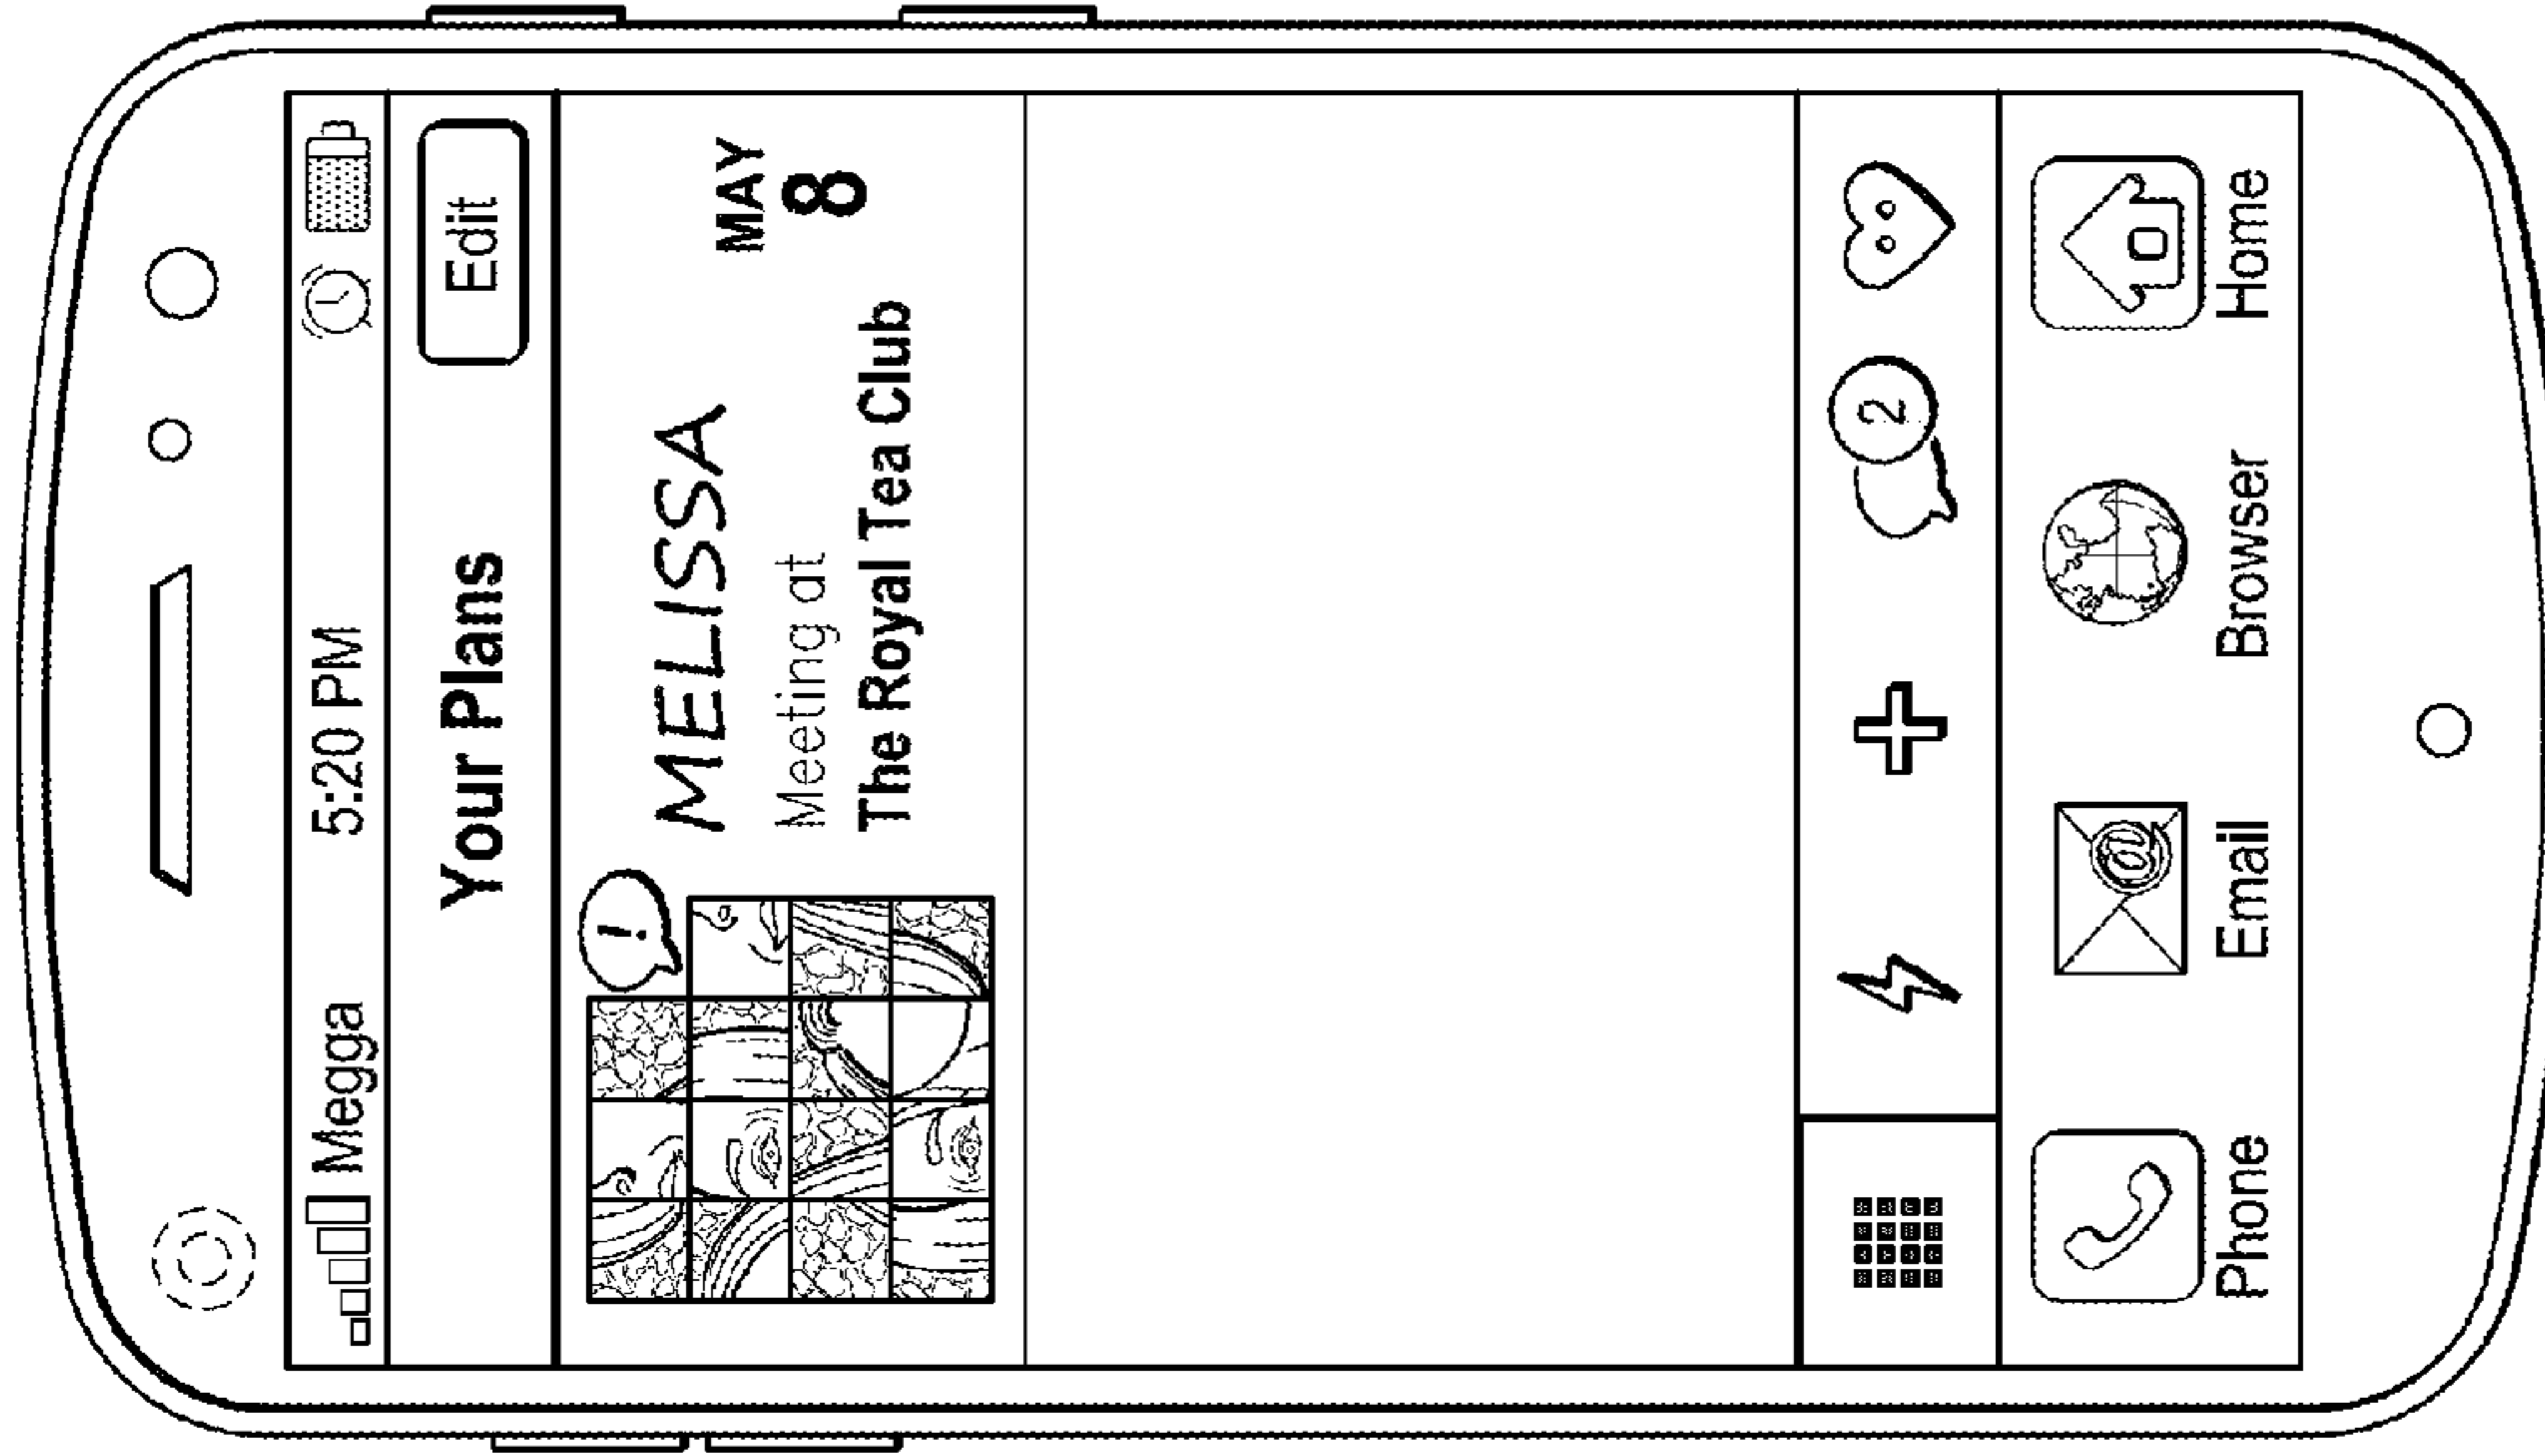 Megga 5:20 PM
Your Plans Edit
!
MELISSA
MAY
8
Meeting at
The Royal Tea Club
2
@
Phone Email Browser Home